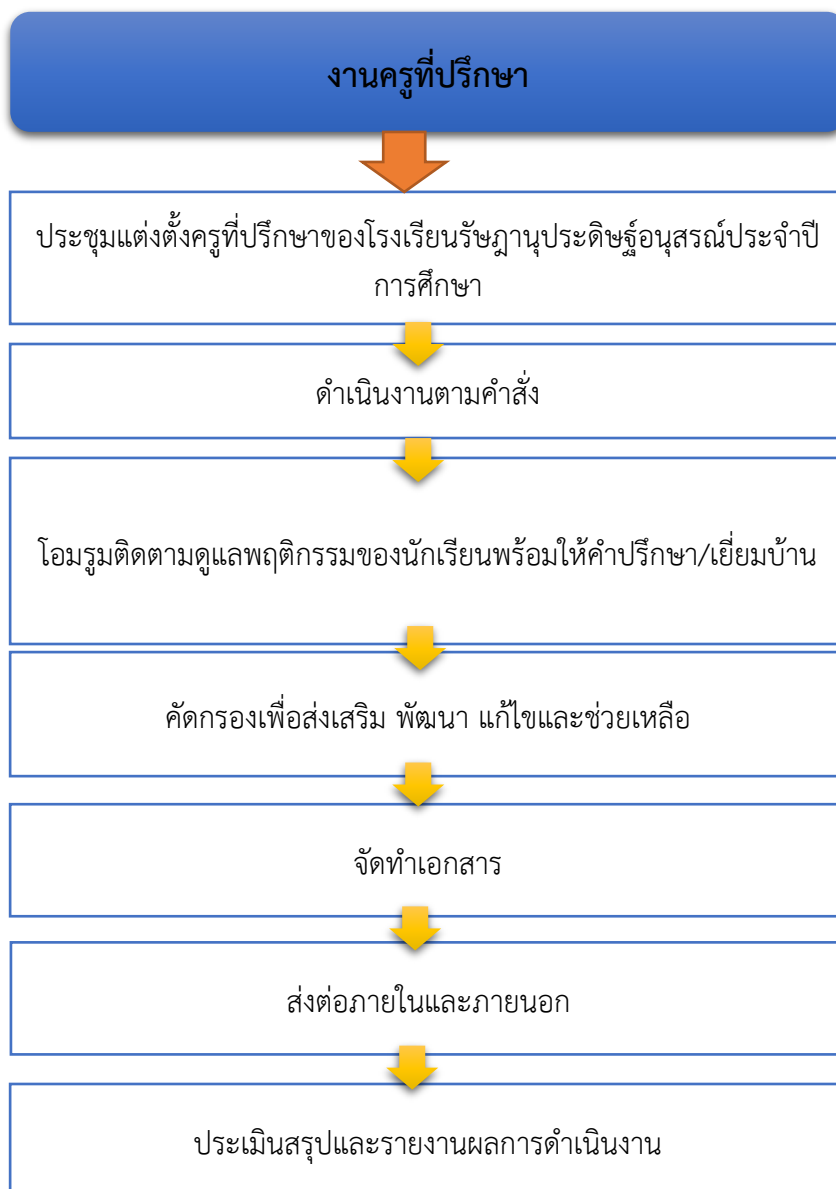 งานครูที่ปรึกษา
ประชุมแต่งตั้งครูที่ปรึกษาของโรงเรียนรัษฎานุประดิษฐ์อนุสรณ์ประจำปี
การศึกษา
ดำเนินงานตามคำสั่ง
โฮมรูมติดตามดูแลพฤติกรรมของนักเรียนพร้อมให้คำปรึกษา/เยี่ยมบ้าน
คัดกรองเพื่อส่งเสริม พัฒนา แก้ไขและช่วยเหลือ
จัดทำเอกสาร
ส่งต่อภายในและภายนอก
ประเมินสรุปและรายงานผลการดำเนินงาน